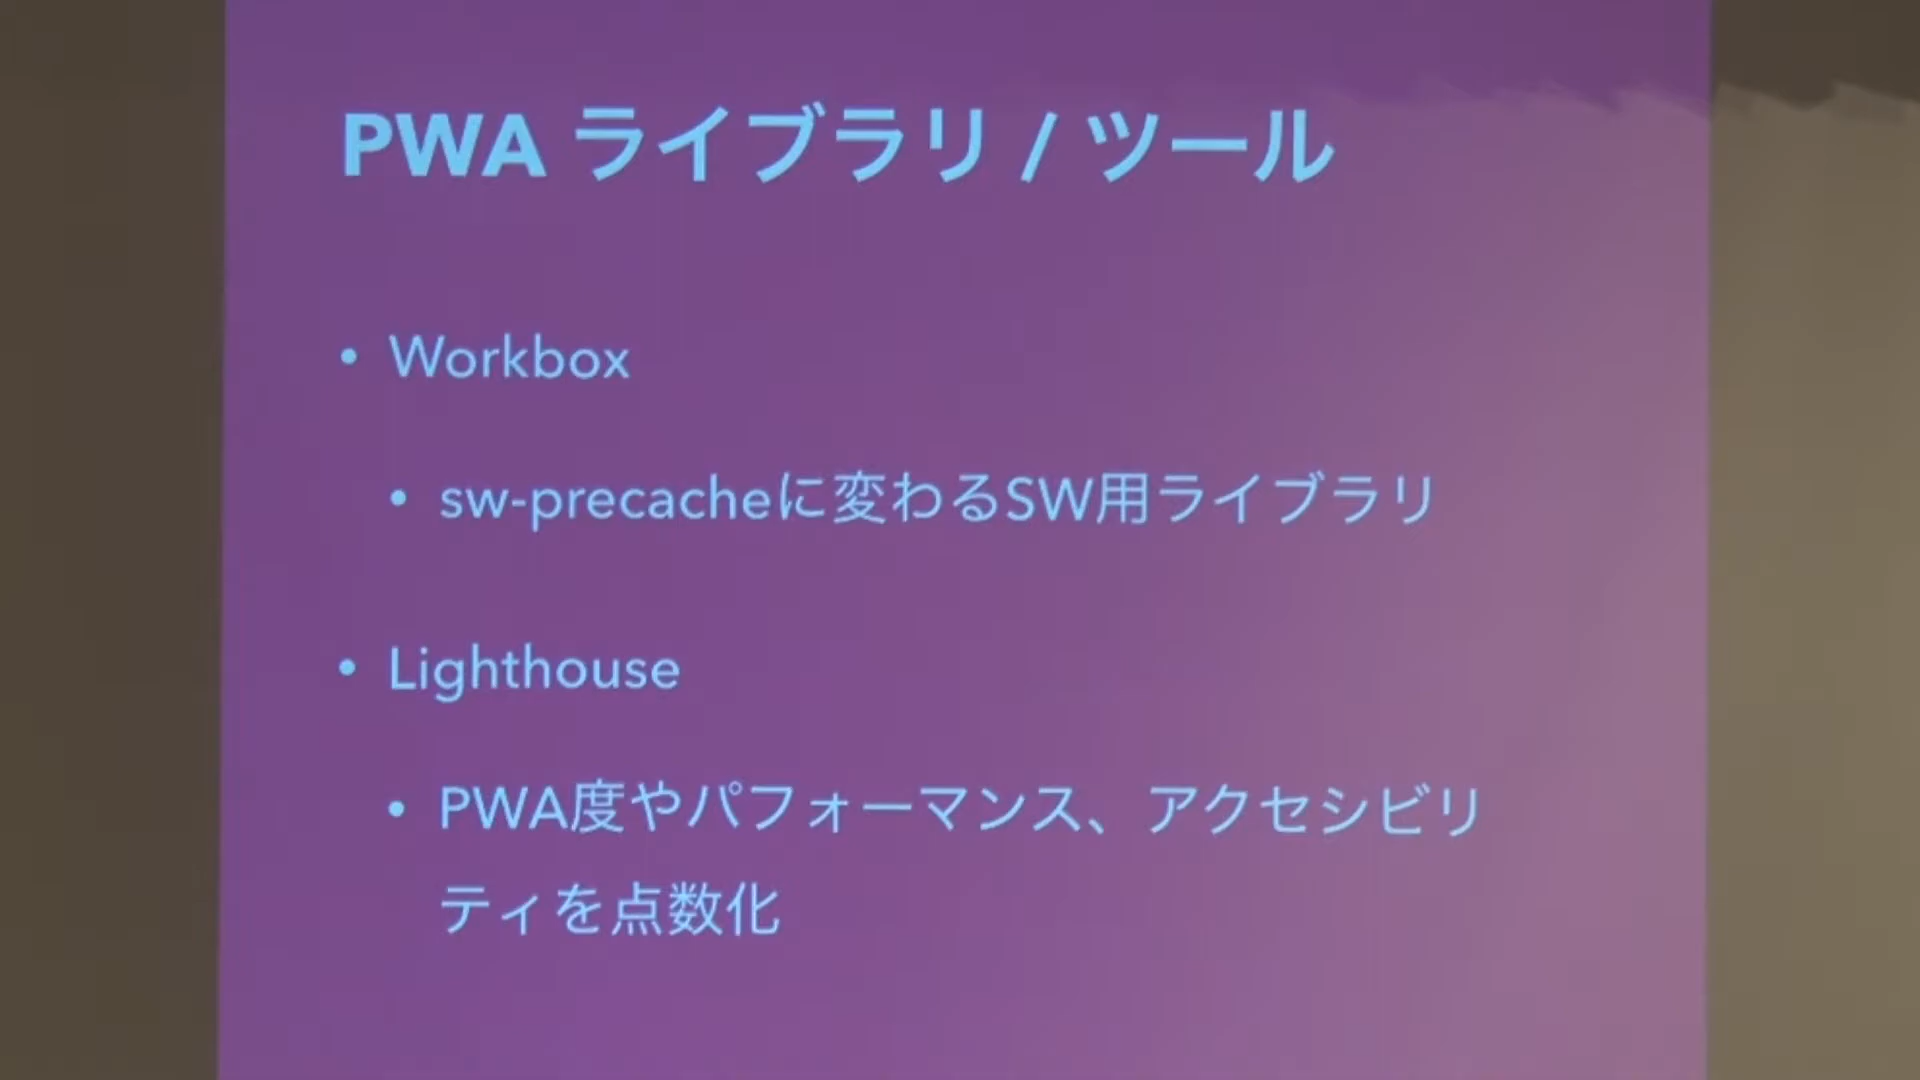 PWA ライブラリ / ツール
• Workbox
• sw-precacheに変わるSW用ライブラリ
• Lighthouse
• PWA度やパフォーマンス、アクセシビリ
ティを点数化